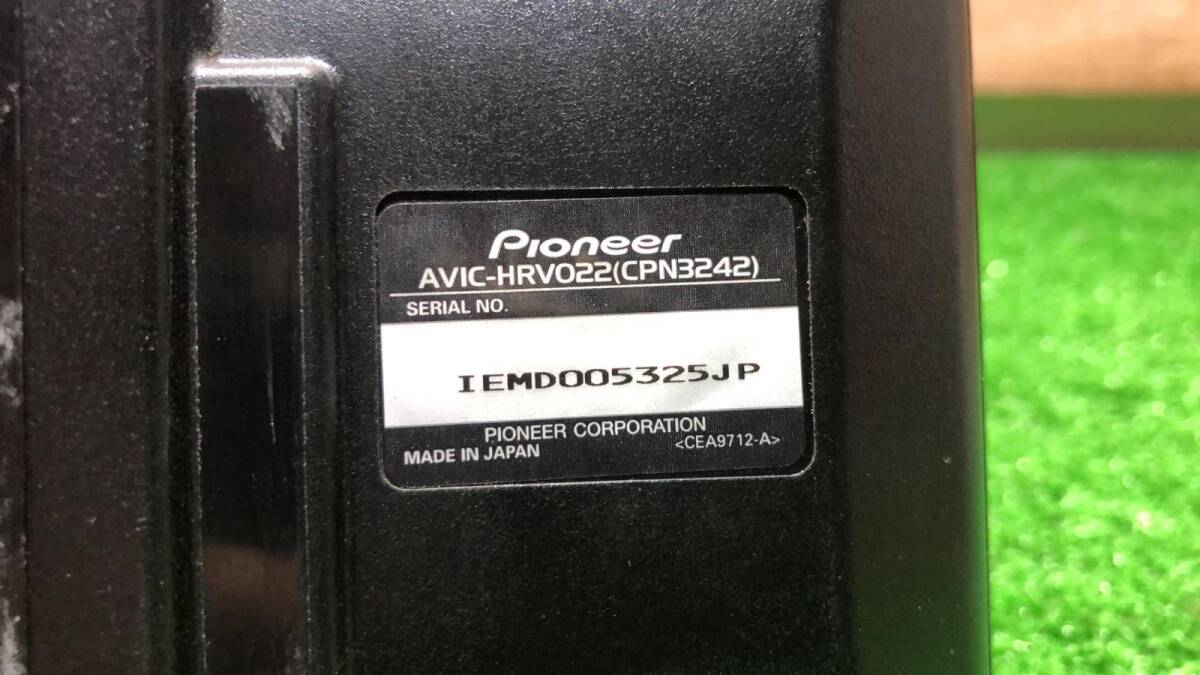 Pioneer
AVIC-HRV022(CPN3242)
SERIAL NO.
IEMD005325JP
PIONEER CORPORATION
MADE IN JAPAN <CEA9712-A>